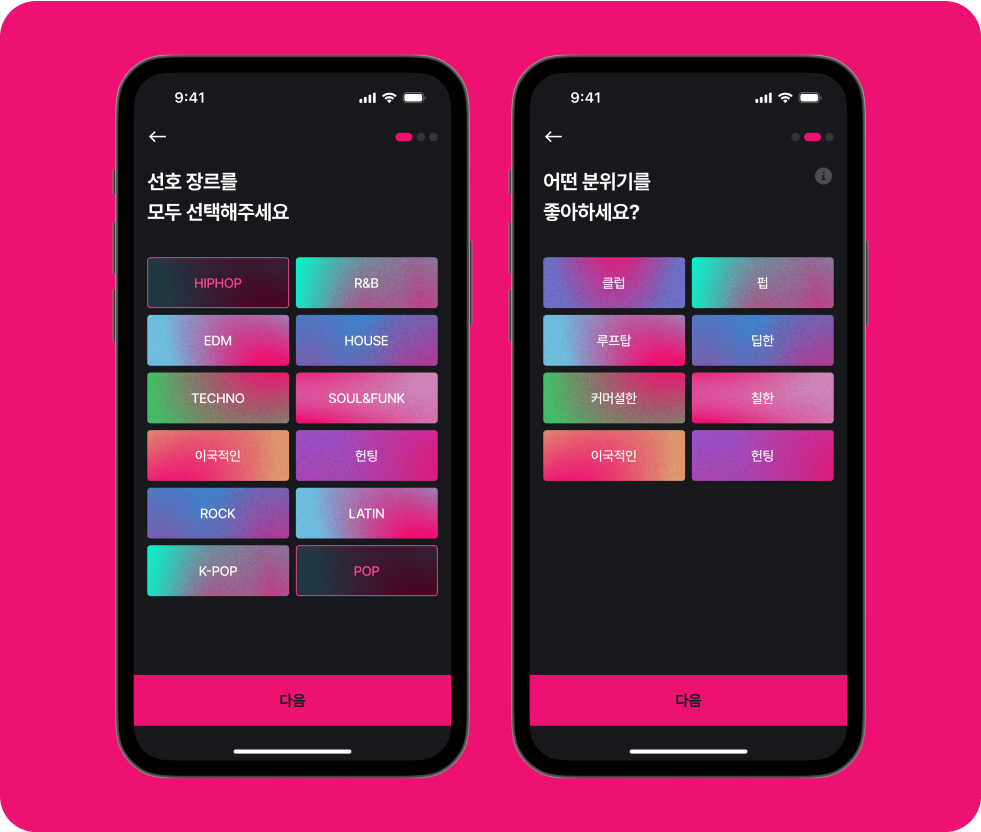 9:41
선호 장르를
모두 선택해주세요
HIPHOP
R&B
EDM
HOUSE
TECHNO
SOUL&FUNK
이국적인
헌팅
ROCK
LATIN
K-POP
POP
다음
9:41
어떤 분위기를
좋아하세요?
클럽
펍
루프탑
딥한
커머셜한
칠한
이국적인
헌팅
다음